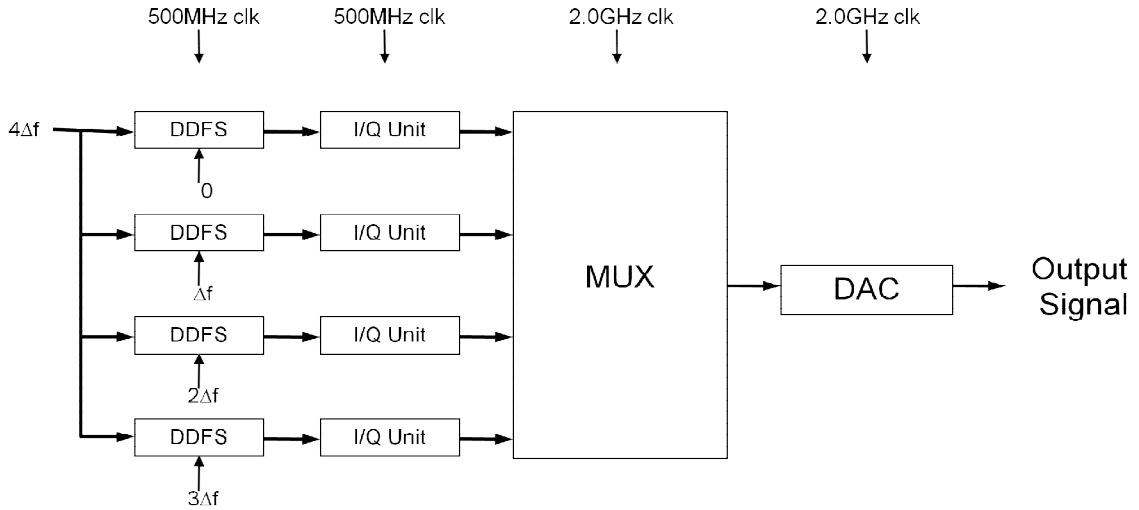 500MHz clk
500MHz clk
2.0GHz clk
2.0GHz clk
4Δf
DDFS
I/Q Unit
0
DDFS
I/Q Unit
Δf
MUX
DAC
Output
Signal
DDFS
I/Q Unit
2Δf
DDFS
I/Q Unit
3Δf